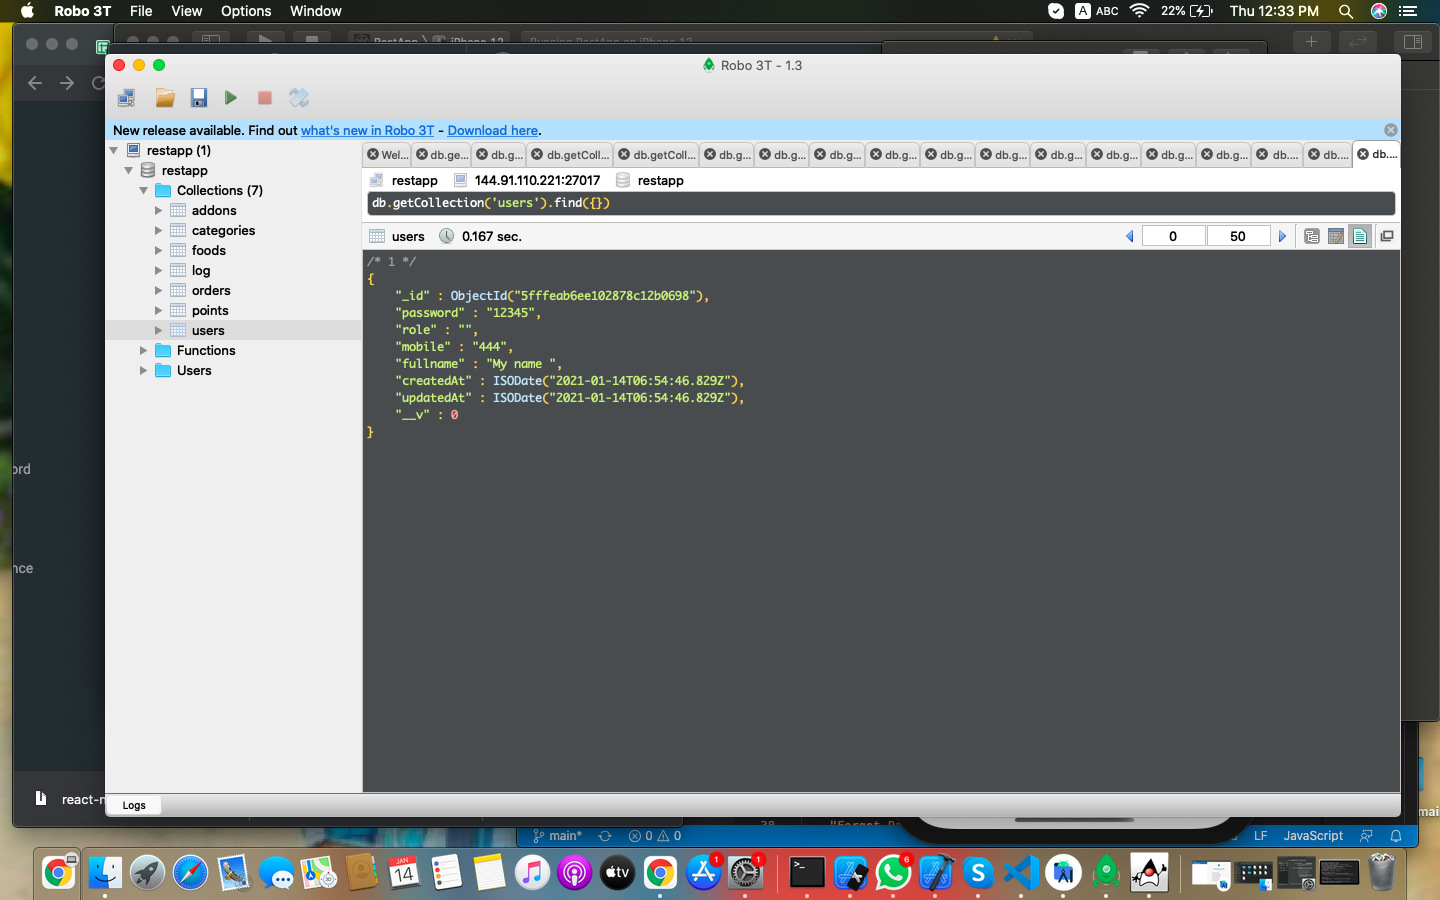 Robo 3T File View Options Window
A ABC 22% Thu 12:33 PM
Robo 3T - 1.3
New release available. Find out what's new in Robo 3T - Download here.
restapp (1)
restapp
Collections (7)
addons
categories
foods
log
orders
points
users
Functions
Users
Wel... db.ge... db.g... db.getColl... db.getColl... db.g... db.g... db.g... db.g... db.g... db.g... db.g... db.g... db.g... db.g... db.... db.... db....
restapp 144.91.110.221:27017 restapp
db.getCollection('users').find({})
users 0.167 sec.
0 50
/* 1 */
{
"_id" : ObjectId("5fffeab6ee102878c12b0698"),
"password" : "12345",
"role" : "",
"mobile" : "444",
"fullname" : "My name ",
"createdAt" : ISODate("2021-01-14T06:54:46.829Z"),
"updatedAt" : ISODate("2021-01-14T06:54:46.829Z"),
"__v" : 0
}
ord
nce
react-n
Logs
mai
main* 0 0 LF JavaScript
JAN
14
tv
1
1
6